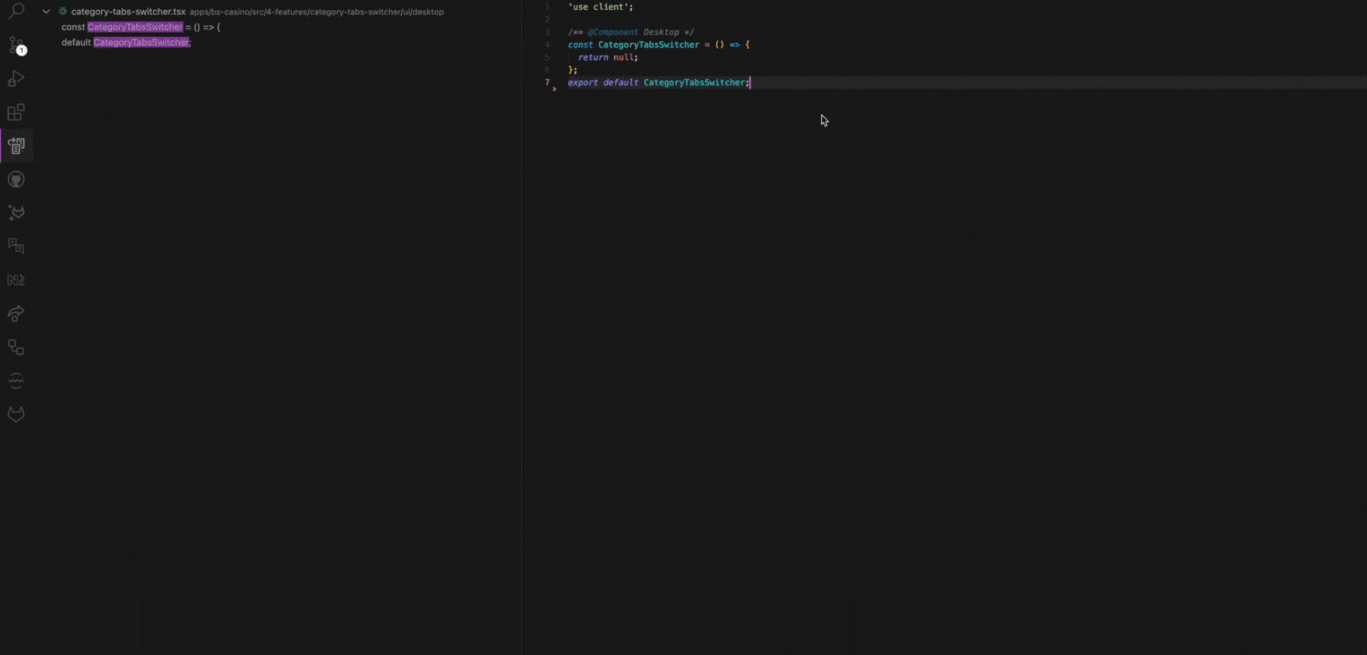 category-tabs-switcher.tsx apps/bs-casino/src/4-features/category-tabs-switcher/ui/desktop
const CategoryTabsSwitcher = () => {
default CategoryTabsSwitcher;
1
1 'use client';
2
3 /** @Component Desktop */
4 const CategoryTabsSwitcher = () => {
5 return null;
6 };
7 export default CategoryTabsSwitcher;